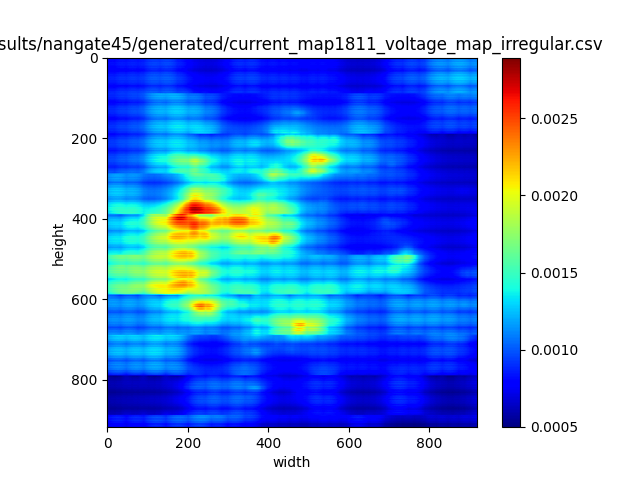 sults/nangate45/generated/current_map1811_voltage_map_irregular.csv
0
200
400
600
800
height
0 200 400 600 800
width
0.0025
0.0020
0.0015
0.0010
0.0005